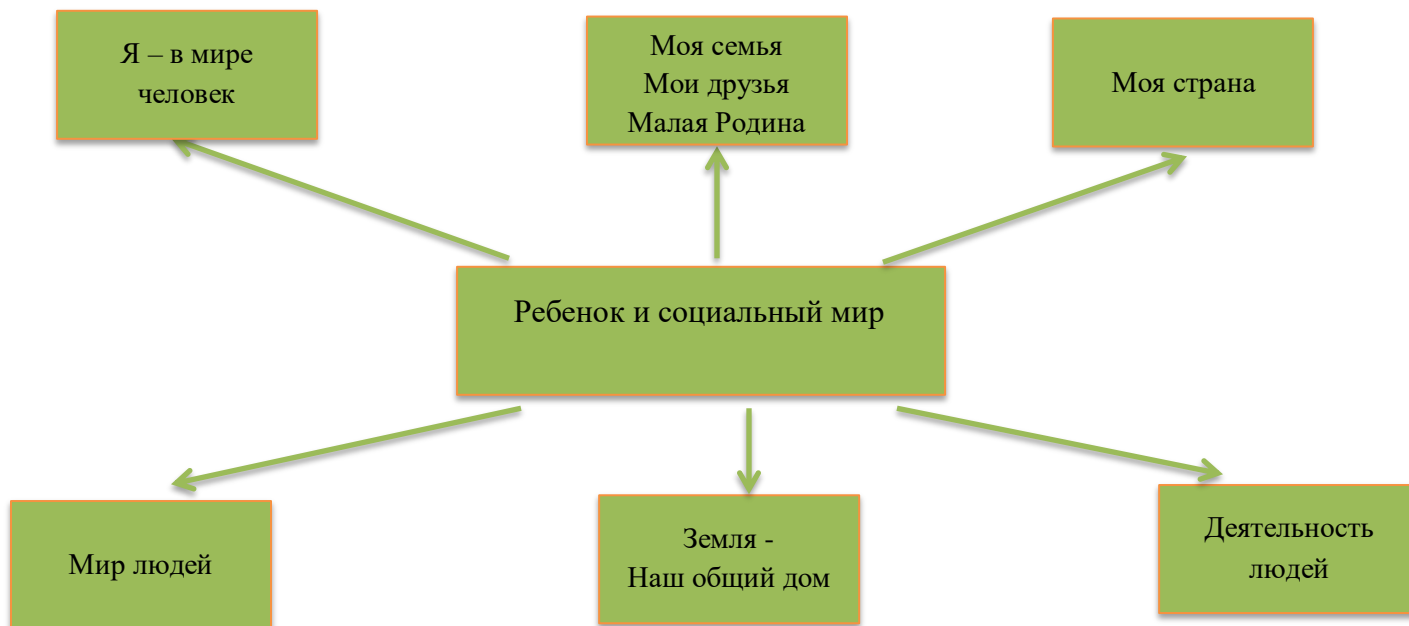 Я – в мире
человек
Моя семья
Мои друзья
Малая Родина
Моя страна
Ребенок и социальный мир
Мир людей
Земля -
Наш общий дом
Деятельность
людей